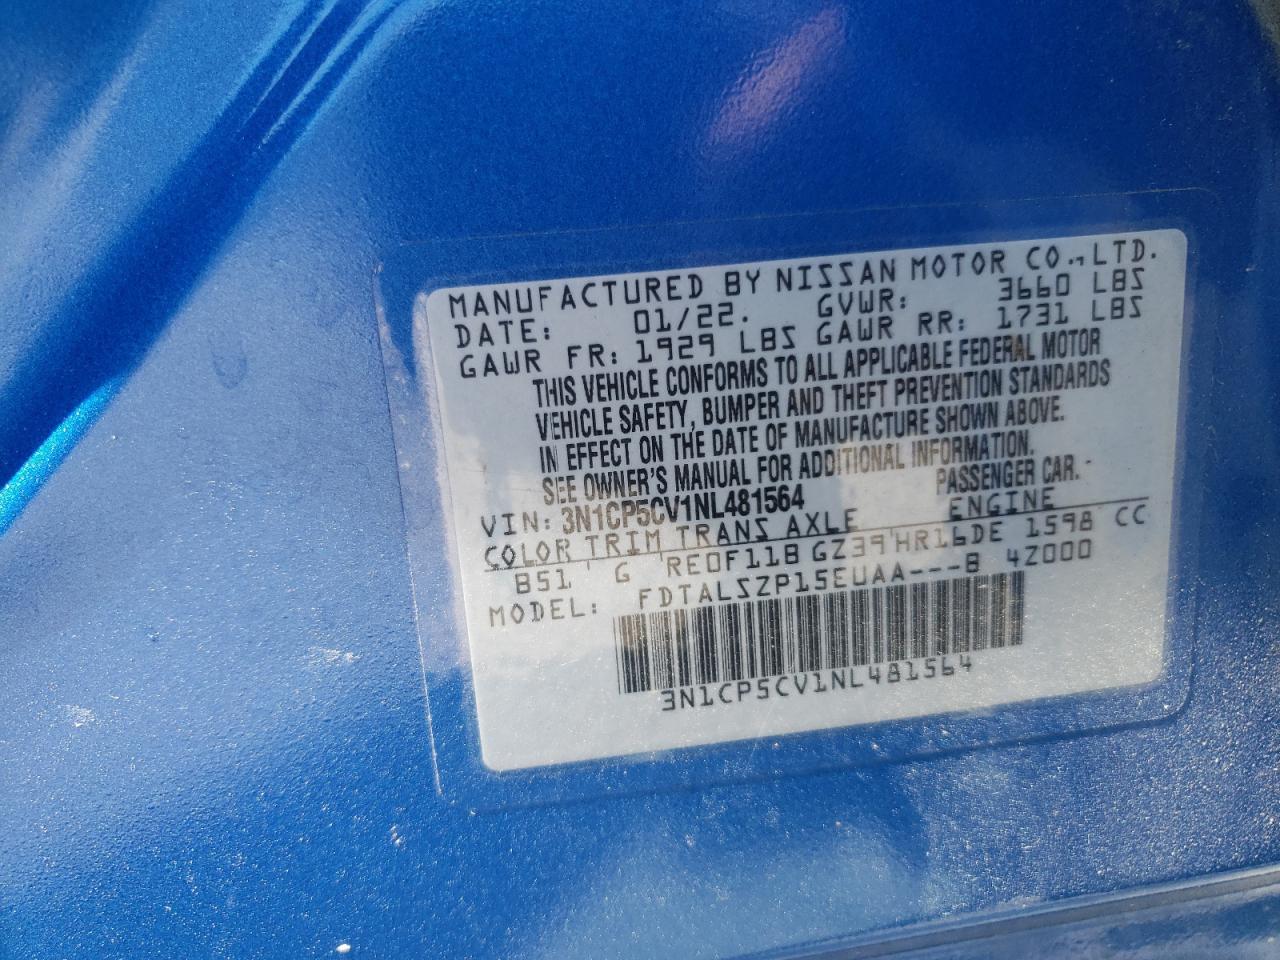 MANUFACTURED BY NISSAN MOTOR CO., LTD.
DATE: 01/22. GVWR: 3660 LBS
GAWR FR: 1929 LBS GAWR RR: 1731 LBS
THIS VEHICLE CONFORMS TO ALL APPLICABLE FEDERAL MOTOR
VEHICLE SAFETY, BUMPER AND THEFT PREVENTION STANDARDS
IN EFFECT ON THE DATE OF MANUFACTURE SHOWN ABOVE.
SEE OWNER'S MANUAL FOR ADDITIONAL INFORMATION.
VIN: 3N1CP5CV1NL481564 PASSENGER CAR.
COLOR TRIM TRANS AXLE ENGINE
B51 G RE0F11B GZ39 HR16DE 1598 CC
MODEL: FDTALSZP15EUAA---B 4Z000
3N1CP5CV1NL481564